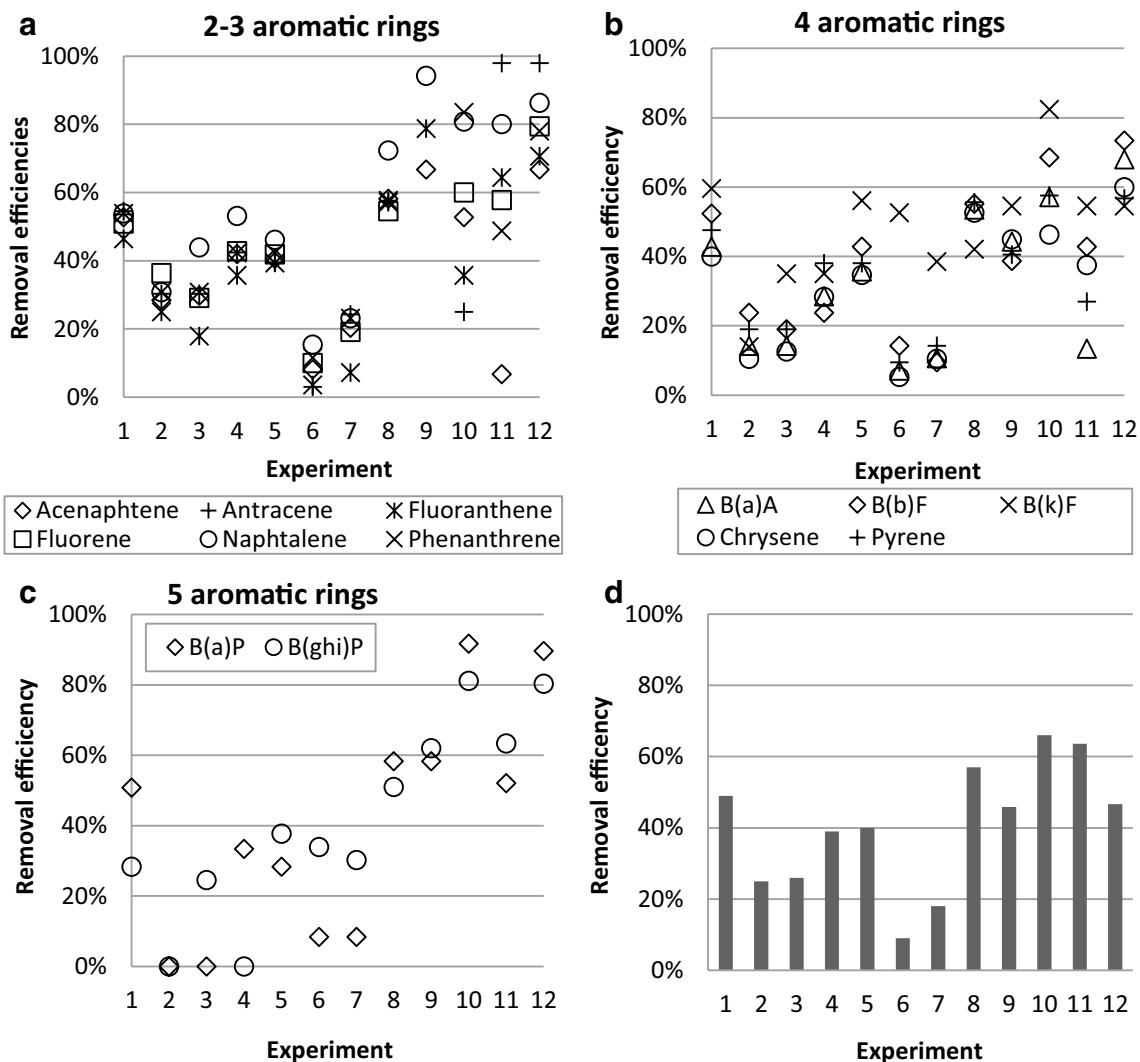 a
2-3 aromatic rings
Removal efficiencies
100%
80%
60%
40%
20%
0%
1 2 3 4 5 6 7 8 9 10 11 12
Experiment
Acenaphtene Antracene Fluoranthene
Fluorene Naphtalene Phenanthrene
b
4 aromatic rings
Removal efficicency
100%
80%
60%
40%
20%
0%
1 2 3 4 5 6 7 8 9 10 11 12
Experiment
B(a)A B(b)F B(k)F
Chrysene Pyrene
c
5 aromatic rings
Removal efficicency
100%
80%
60%
40%
20%
0%
B(a)P B(ghi)P
1 2 3 4 5 6 7 8 9 10 11 12
Experiment
d
Removal efficency
100%
80%
60%
40%
20%
0%
1 2 3 4 5 6 7 8 9 10 11 12
Experiment